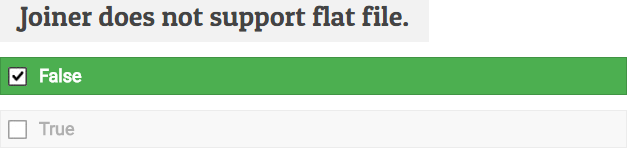 Joiner does not support flat file.
False
True